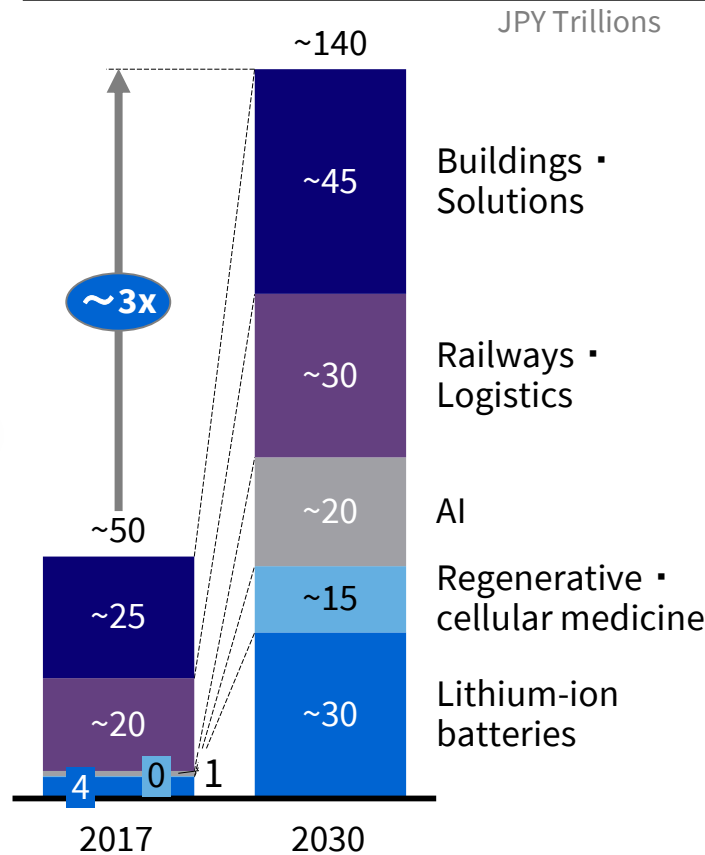 JPY Trillions
~140
~45
Buildings・
Solutions
～3x
~30
Railways・
Logistics
~20
AI
~50
~15
Regenerative・
cellular medicine
~25
~30
Lithium-ion
batteries
~20
0
1
4
2017
2030